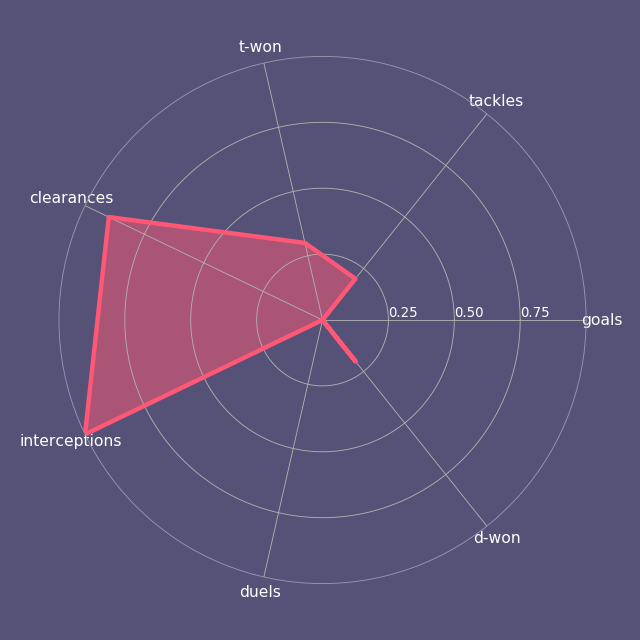 t-won
tackles
clearances
0.25 0.50 0.75
goals
interceptions
d-won
duels